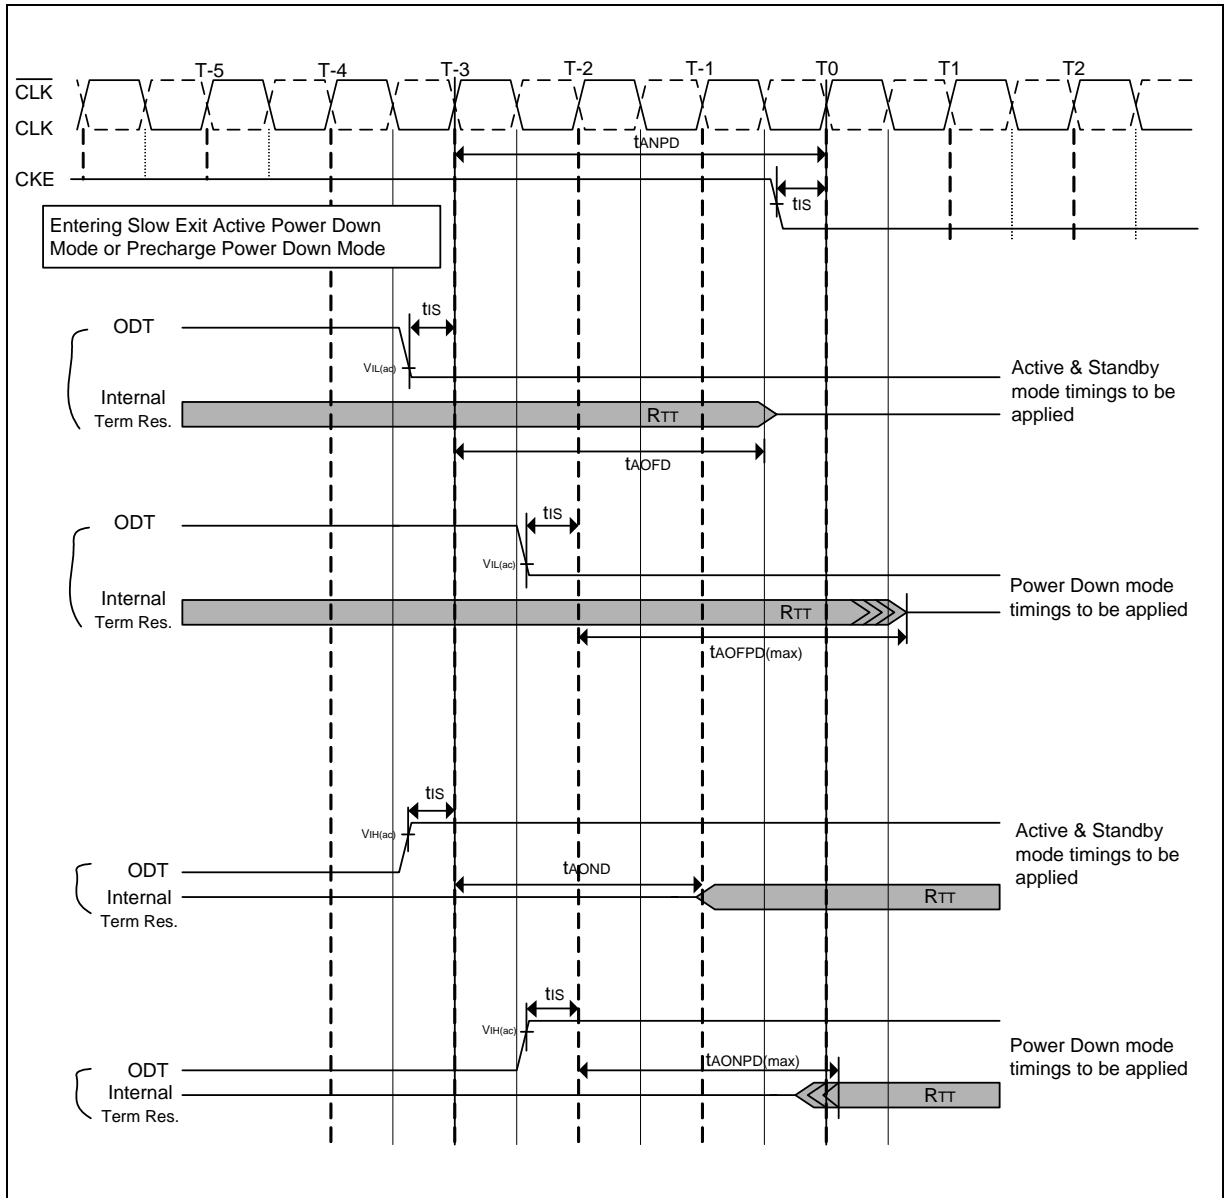 T-5 T-4 T-3 T-2 T-1 T0 T1 T2
CLK
CLK
tANPD
CKE
tIS
Entering Slow Exit Active Power Down
Mode or Precharge Power Down Mode
tIS
ODT
VIL(ac)
Active & Standby
mode timings to be
applied
Internal
Term Res.
RTT
tAOFD
tIS
ODT
VIL(ac)
Power Down mode
timings to be applied
Internal
Term Res.
RTT
tAOFPD(max)
tIS
VIH(ac)
Active & Standby
mode timings to be
applied
ODT
tAOND
Internal
Term Res.
RTT
tIS
VIH(ac)
Power Down mode
timings to be applied
ODT
tAONPD(max)
Internal
Term Res.
RTT